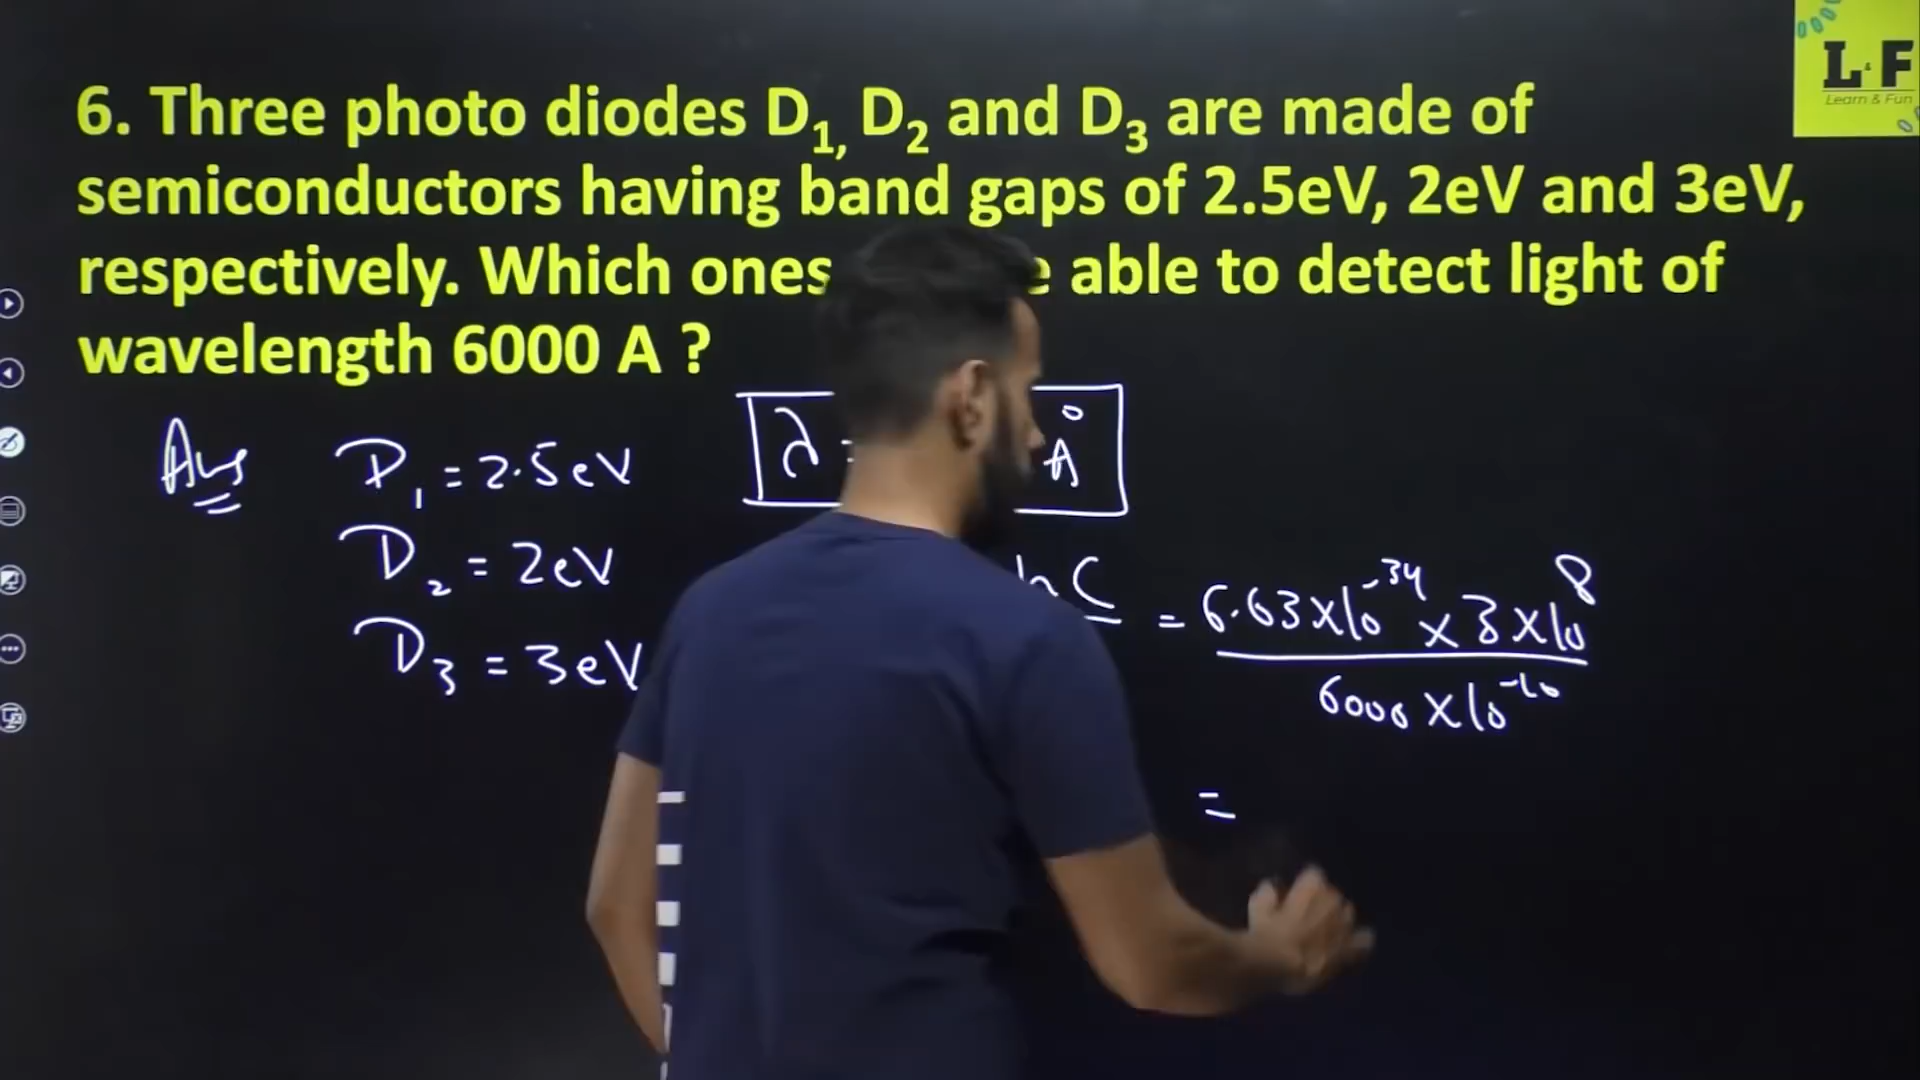 L&F
Learn & Fun
6. Three photo diodes D₁, D₂ and D₃ are made of
semiconductors having band gaps of 2.5eV, 2eV and 3eV,
respectively. Which ones able to detect light of
wavelength 6000 A ?
Ans D₁ = 2.5eV λ Å
D₂ = 2eV
D₃ = 3eV
hC = 6.63×10⁻³⁴ × 3×10⁸
6000 × 10⁻¹⁰
=